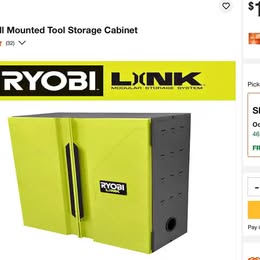 ll Mounted Tool Storage Cabinet
(32)
$1
RYOBI LINK
MODULAR STORAGE SYSTEM
Pick
RYOBI
LINK
Oc
46
FR
Pay